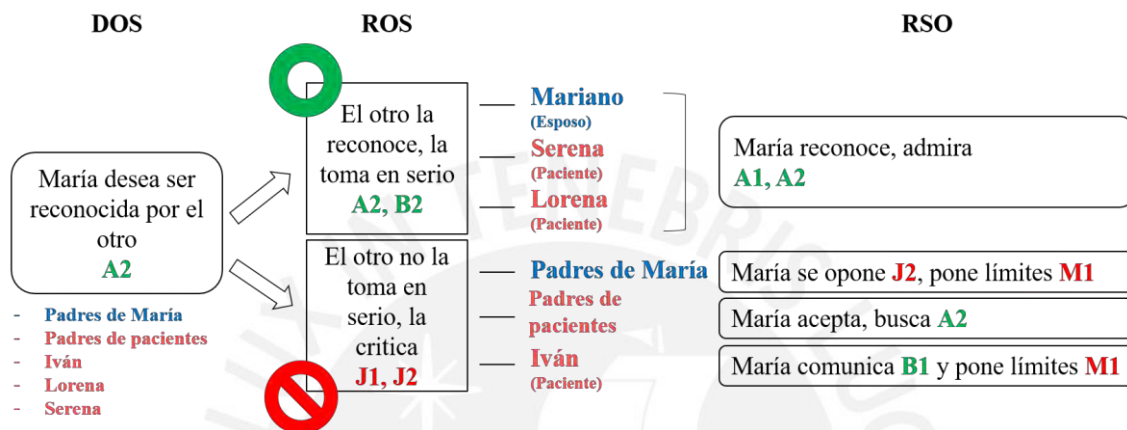 DOS
ROS
RSO
María desea ser
reconocida por el
otro
A2
- Padres de María
- Padres de pacientes
- Iván
- Lorena
- Serena
El otro la
reconoce, la
toma en serio
A2, B2
El otro no la
toma en
serio, la
critica
J1, J2
Mariano
(Esposo)
Serena
(Paciente)
Lorena
(Paciente)
Padres de María
Padres de
pacientes
Iván
(Paciente)
María reconoce, admira
A1, A2
María se opone J2, pone límites M1
María acepta, busca A2
María comunica B1 y pone límites M1